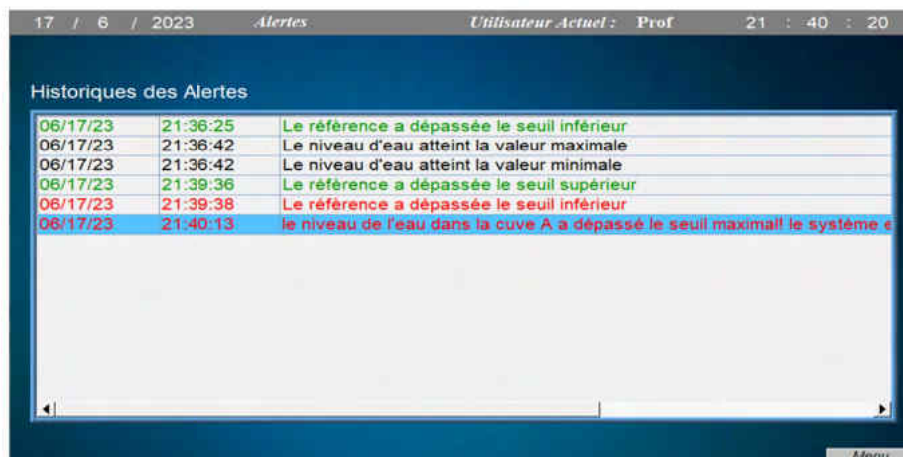 17 / 6 / 2023 Alertes Utilisateur Actuel : Prof 21 : 40 : 20
Historiques des Alertes
06/17/23 21:36:25 Le référence a dépassée le seuil inférieur
06/17/23 21:36:42 Le niveau d'eau atteint la valeur maximale
06/17/23 21:36:42 Le niveau d'eau atteint la valeur minimale
06/17/23 21:39:36 Le référence a dépassée le seuil supérieur
06/17/23 21:39:38 Le référence a dépassée le seuil inférieur
06/17/23 21:40:13 le niveau de l'eau dans la cuve A a dépassé le seuil maximal! le système e
Menu